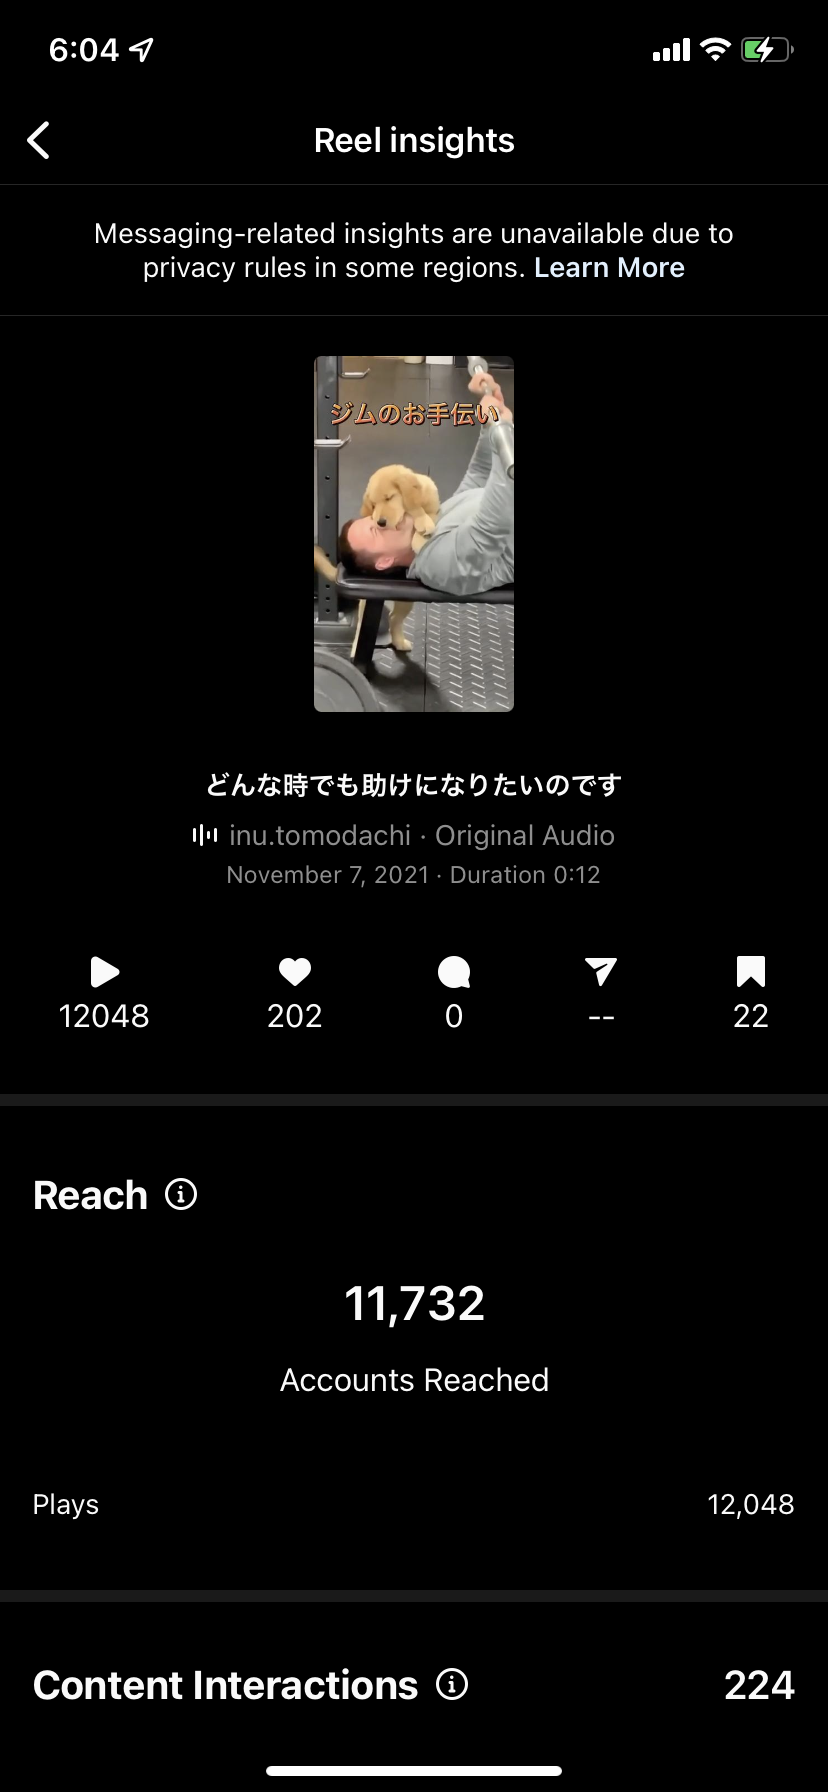 6:04
Reel insights
Messaging-related insights are unavailable due to
privacy rules in some regions. Learn More
ジムのお手伝い
どんな時でも助けになりたいのです
inu.tomodachi · Original Audio
November 7, 2021 · Duration 0:12
12048 202 0 -- 22
Reach
11,732
Accounts Reached
Plays 12,048
Content Interactions 224